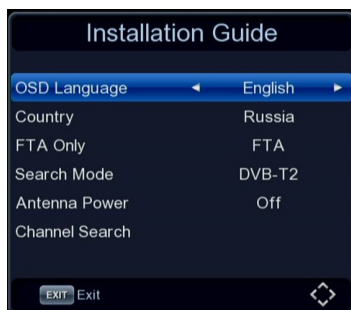 Installation Guide
OSD Language English
Country Russia
FTA Only FTA
Search Mode DVB-T2
Antenna Power Off
Channel Search
EXIT Exit